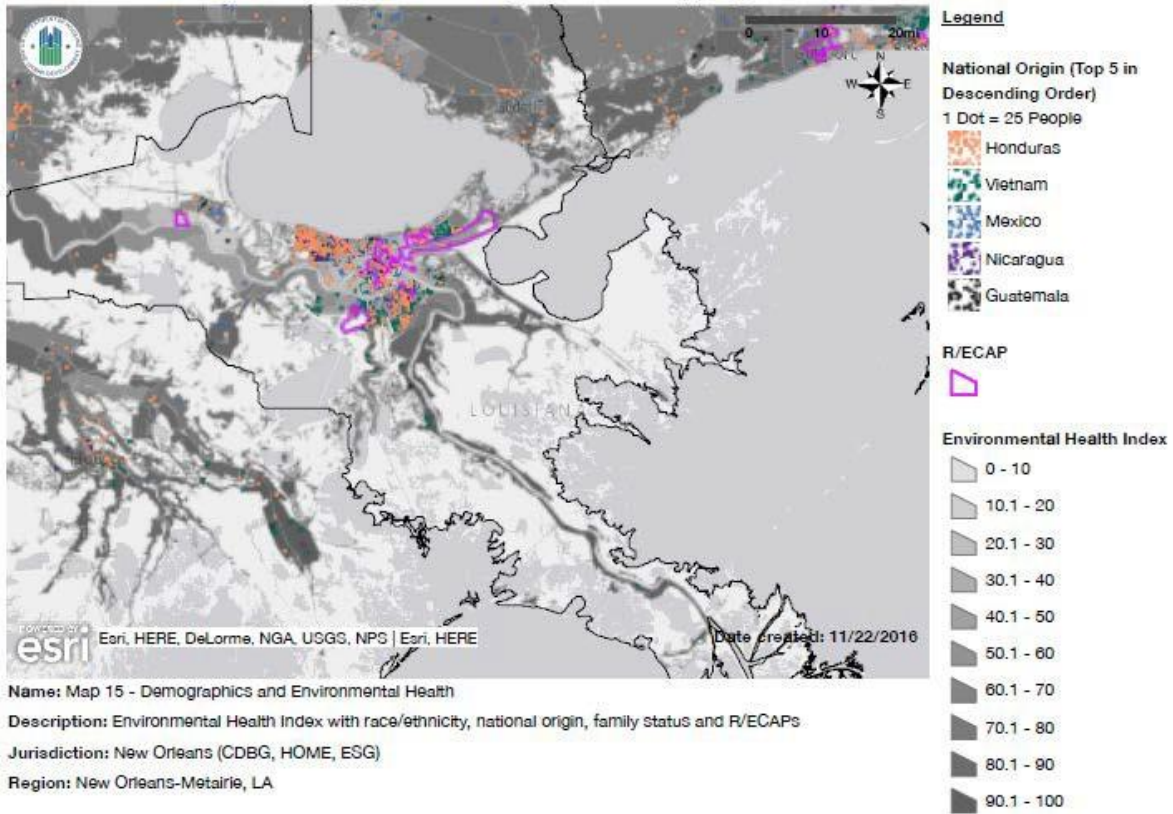 0 10 20mi
N
W E
S
LOUISIAN
POWERED BY
esri
Esri, HERE, DeLorme, NGA, USGS, NPS | Esri, HERE
Date created: 11/22/2016
Name: Map 15 - Demographics and Environmental Health
Description: Environmental Health Index with race/ethnicity, national origin, family status and R/ECAPs
Jurisdiction: New Orleans (CDBG, HOME, ESG)
Region: New Orleans-Metairie, LA
Legend
National Origin (Top 5 in
Descending Order)
1 Dot = 25 People
Honduras
Vietnam
Mexico
Nicaragua
Guatemala
R/ECAP
Environmental Health Index
0 - 10
10.1 - 20
20.1 - 30
30.1 - 40
40.1 - 50
50.1 - 60
60.1 - 70
70.1 - 80
80.1 - 90
90.1 - 100